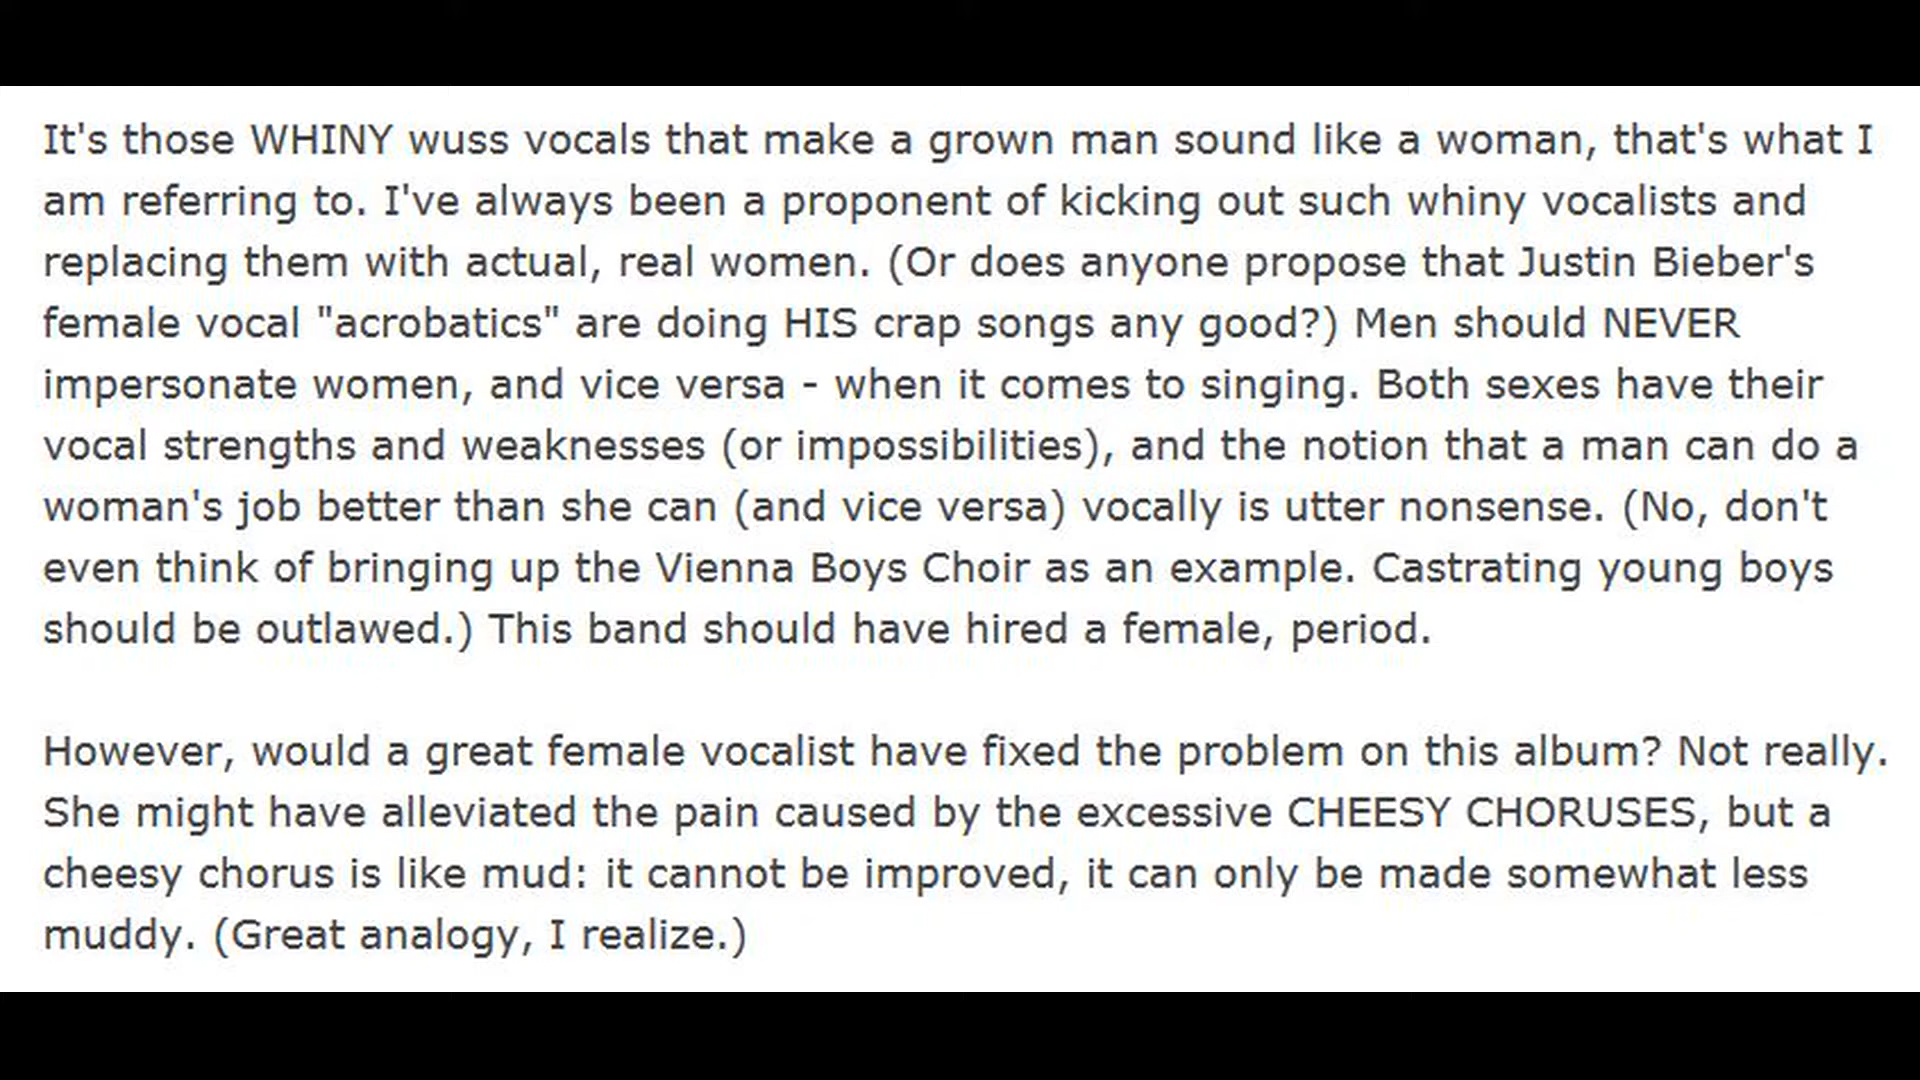 It's those WHINY wuss vocals that make a grown man sound like a woman, that's what I
am referring to. I've always been a proponent of kicking out such whiny vocalists and
replacing them with actual, real women. (Or does anyone propose that Justin Bieber's
female vocal "acrobatics" are doing HIS crap songs any good?) Men should NEVER
impersonate women, and vice versa - when it comes to singing. Both sexes have their
vocal strengths and weaknesses (or impossibilities), and the notion that a man can do a
woman's job better than she can (and vice versa) vocally is utter nonsense. (No, don't
even think of bringing up the Vienna Boys Choir as an example. Castrating young boys
should be outlawed.) This band should have hired a female, period.
However, would a great female vocalist have fixed the problem on this album? Not really.
She might have alleviated the pain caused by the excessive CHEESY CHORUSES, but a
cheesy chorus is like mud: it cannot be improved, it can only be made somewhat less
muddy. (Great analogy, I realize.)